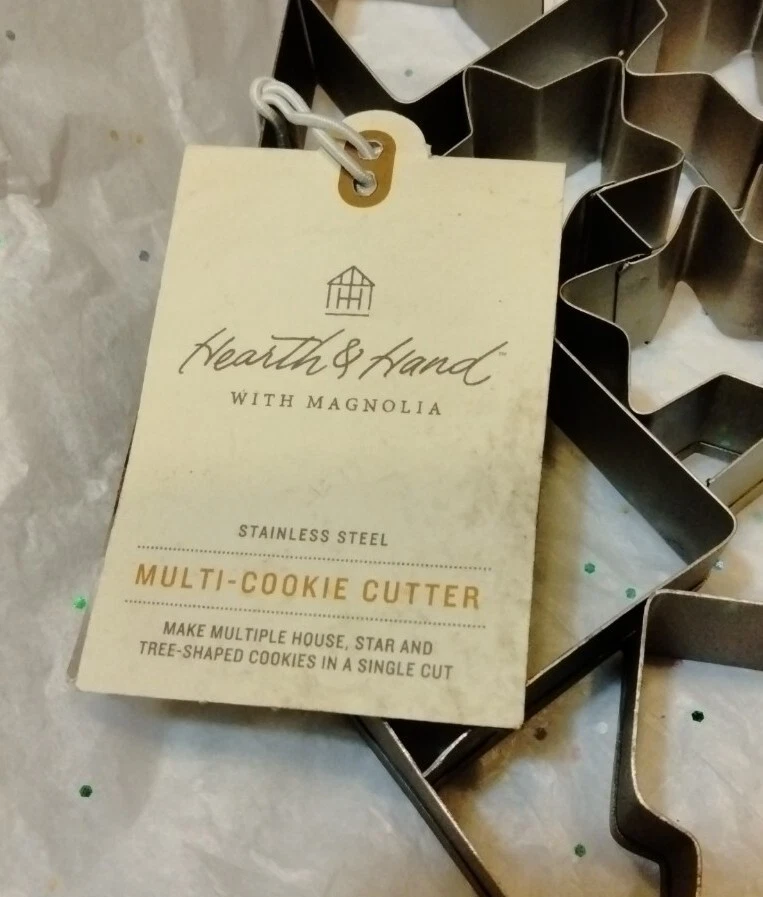 Hearth & Hand™
WITH MAGNOLIA
STAINLESS STEEL
MULTI-COOKIE CUTTER
MAKE MULTIPLE HOUSE, STAR AND
TREE-SHAPED COOKIES IN A SINGLE CUT